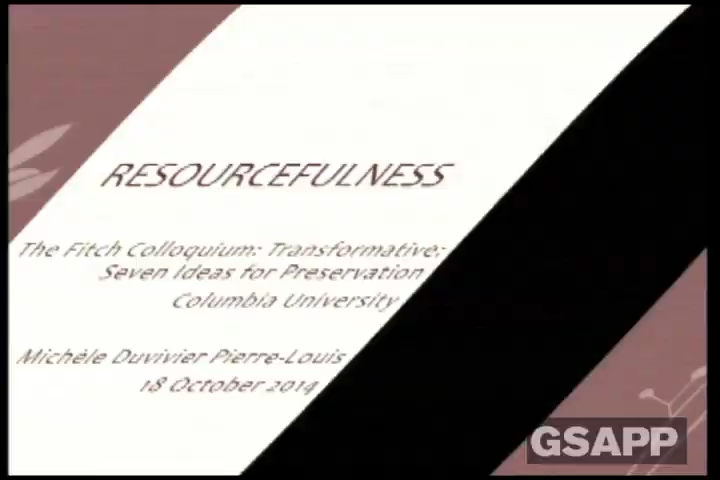 RESOURCEFULNESS
The Fitch Colloquium: Transformative:
Seven Ideas for Preservation
Columbia University
Michèle Duvivier Pierre-Louis
18 October 2014
GSAPP